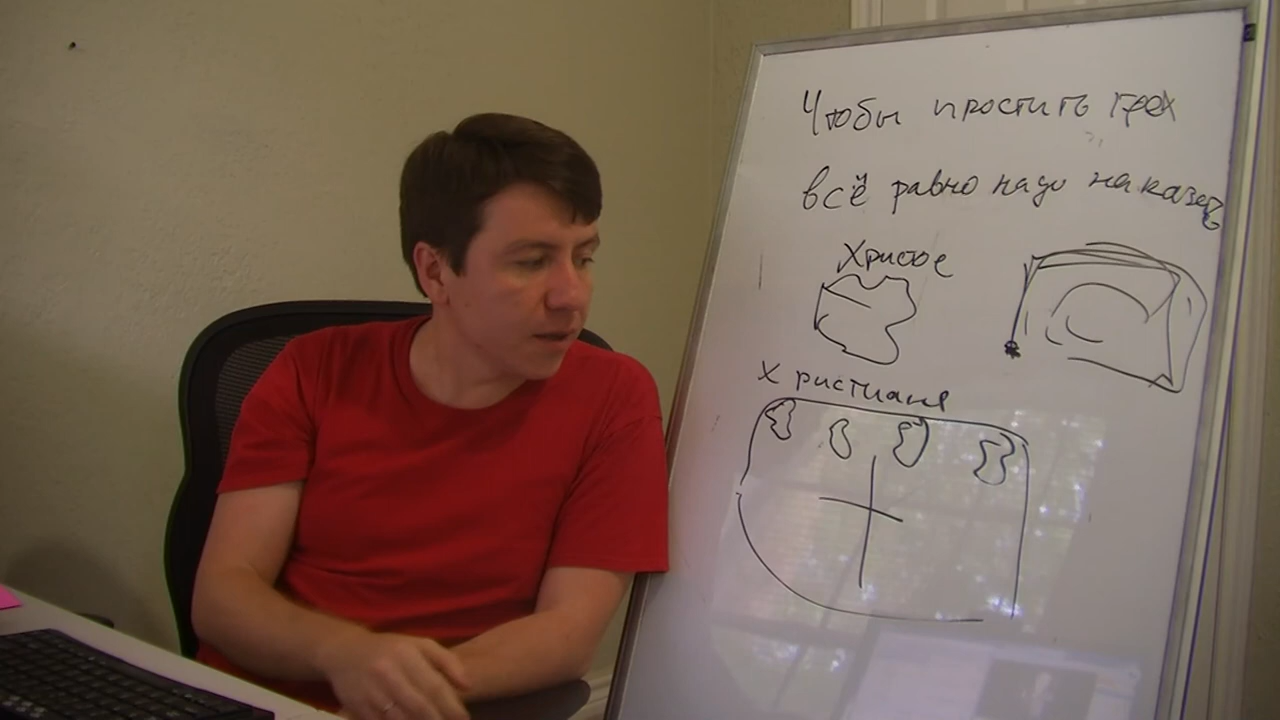 Чтобы простить грех
всё равно надо наказать
Христос
Христиане